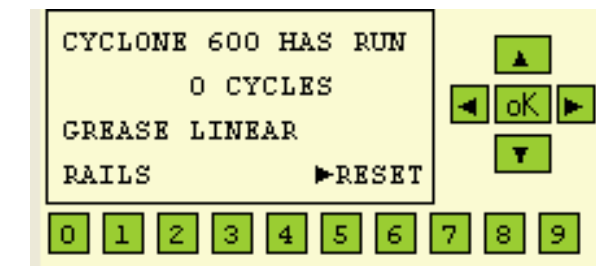 CYCLONE 600 HAS RUN
0 CYCLES
GREASE LINEAR
RAILS ►RESET
oK
0 1 2 3 4 5 6 7 8 9